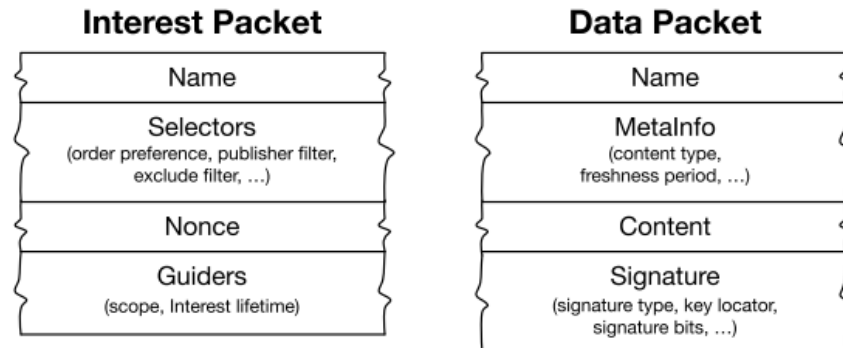 Interest Packet
Name
Selectors
(order preference, publisher filter,
exclude filter, ...)
Nonce
Guiders
(scope, Interest lifetime)
Data Packet
Name
MetaInfo
(content type,
freshness period, ...)
Content
Signature
(signature type, key locator,
signature bits, ...)